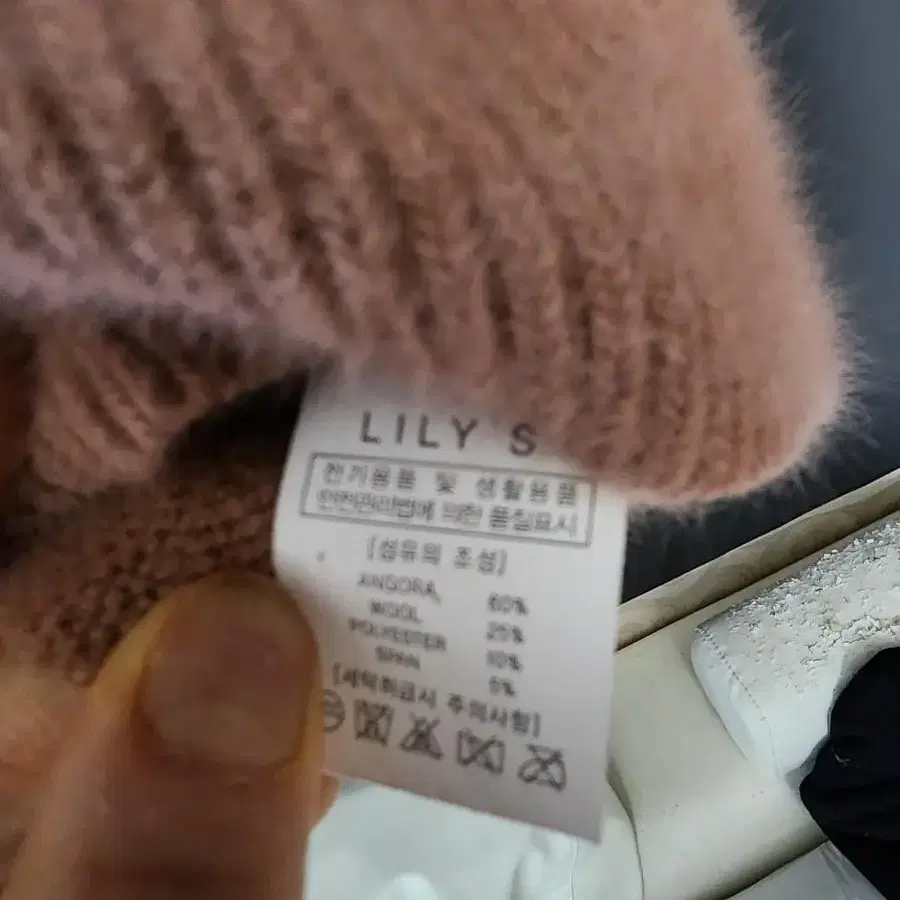 LILY S
전기용품 및 생활용품
안전관리법에 의한 품질표시
[섬유의 조성]
ANGORA 60%
WOOL 25%
POLYESTER 10%
SPAN 5%
[세탁취급시 주의사항]